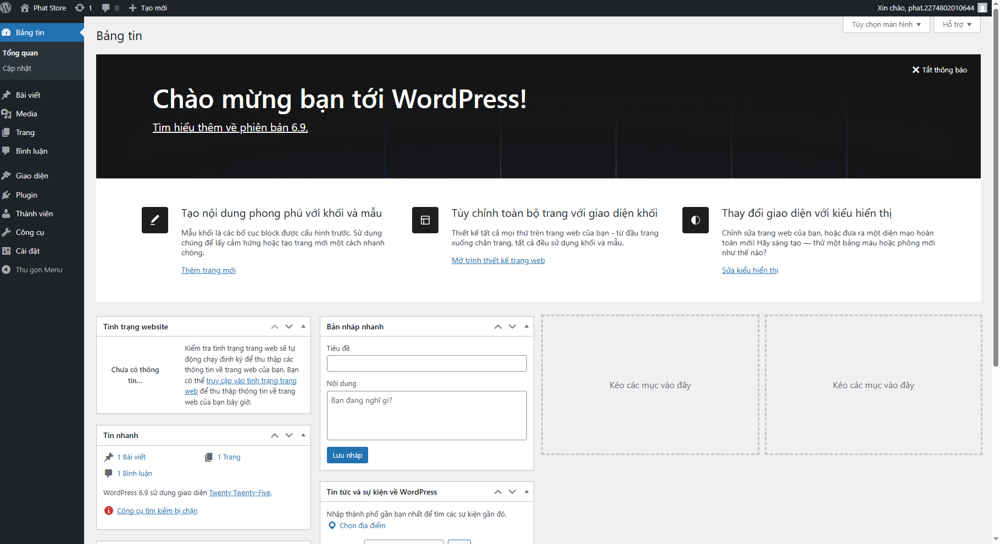 Phat Store
1
0
Tạo mới
Xin chào, phat.2274802010644
Bảng tin
Tổng quan
Cập nhật
Bài viết
Media
Trang
Bình luận
Giao diện
Plugin
Thành viên
Công cụ
Cài đặt
Thu gọn Menu
Tùy chọn màn hình
Hỗ trợ
Bảng tin
Tắt thông báo
Chào mừng bạn tới WordPress!
Tìm hiểu thêm về phiên bản 6.9.
Tạo nội dung phong phú với khối và mẫu
Mẫu khối là các bố cục block được cấu hình trước. Sử dụng
chúng để lấy cảm hứng hoặc tạo trang mới một cách nhanh
chóng.
Thêm trang mới
Tùy chỉnh toàn bộ trang với giao diện khối
Thiết kế tất cả mọi thứ trên trang web của bạn - từ đầu trang
xuống chân trang, tất cả đều sử dụng khối và mẫu.
Mở trình thiết kế trang web
Thay đổi giao diện với kiểu hiển thị
Chỉnh sửa trang web của bạn, hoặc đưa ra một diện mạo hoàn
toàn mới! Hãy sáng tạo — thử một bảng màu hoặc phông mới
như thế nào?
Sửa kiểu hiển thị
Tình trạng website
Chưa có thông
tin...
Kiểm tra tình trạng trang web sẽ tự
động chạy định kỳ để thu thập các
thông tin về trang web của bạn. Bạn
có thể truy cập vào tình trạng trang
web để thu thập thông tin về trang
web của bạn bây giờ.
Tin nhanh
1 Bài viết
1 Trang
1 Bình luận
WordPress 6.9 sử dụng giao diện Twenty Twenty-Five.
Công cụ tìm kiếm bị chặn
Bản nháp nhanh
Tiêu đề
Nội dung
Bạn đang nghĩ gì?
Lưu nháp
Tin tức và sự kiện về WordPress
Nhập thành phố gần bạn nhất để tìm các sự kiện gần đó.
Chọn địa điểm
Kéo các mục vào đây
Kéo các mục vào đây